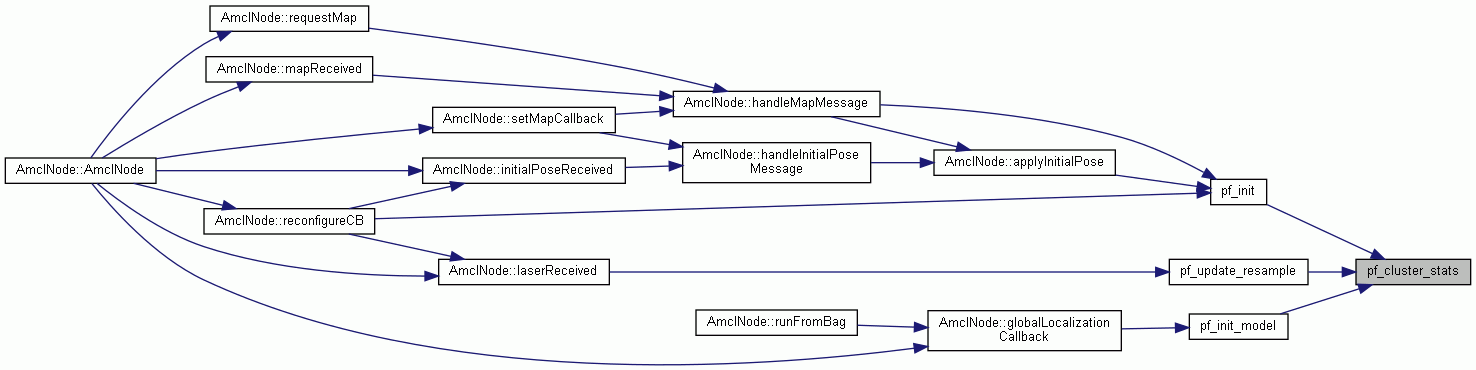 AmclNode::requestMap
AmclNode::mapReceived
AmclNode::handleMapMessage
AmclNode::setMapCallback
AmclNode::handleInitialPose
Message
AmclNode::applyInitialPose
AmclNode::AmclNode
AmclNode::initialPoseReceived
pf_init
AmclNode::reconfigureCB
AmclNode::laserReceived
pf_update_resample
pf_cluster_stats
AmclNode::runFromBag
AmclNode::globalLocalization
Callback
pf_init_model